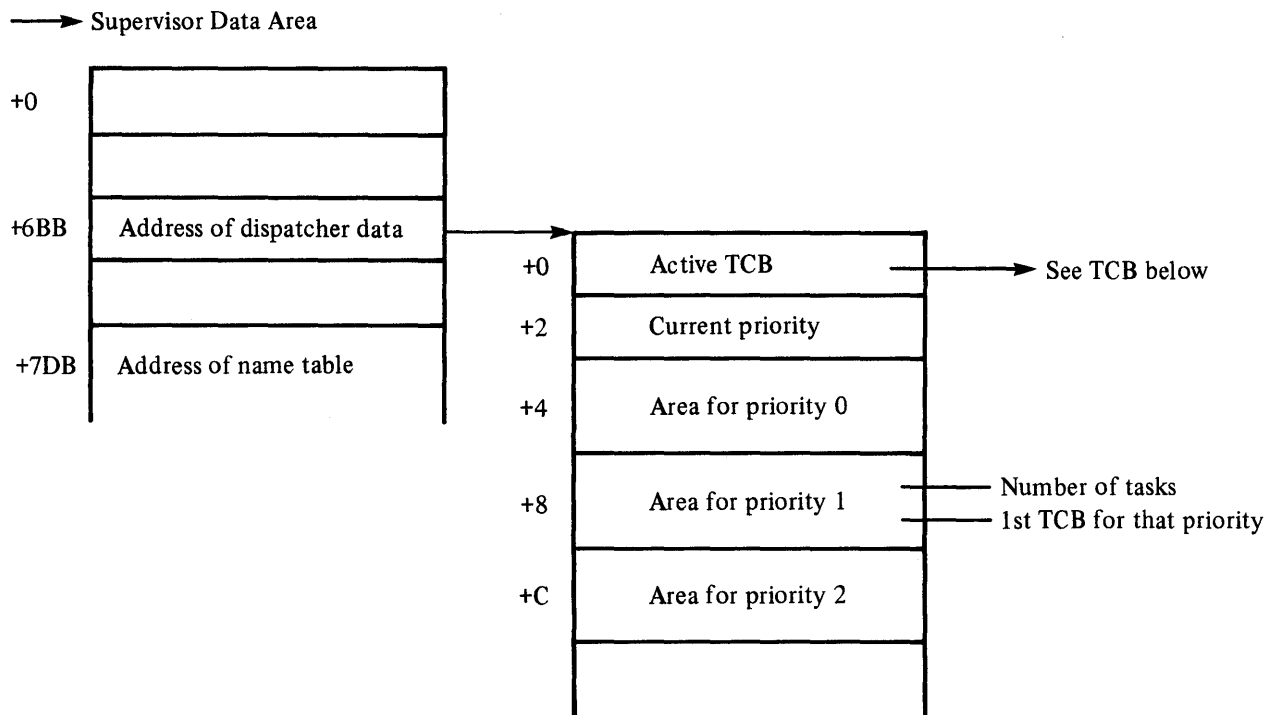 Supervisor Data Area
+0
+6BB Address of dispatcher data
+7DB Address of name table
+0 Active TCB See TCB below
+2 Current priority
+4 Area for priority 0
+8 Area for priority 1
Number of tasks
1st TCB for that priority
+C Area for priority 2